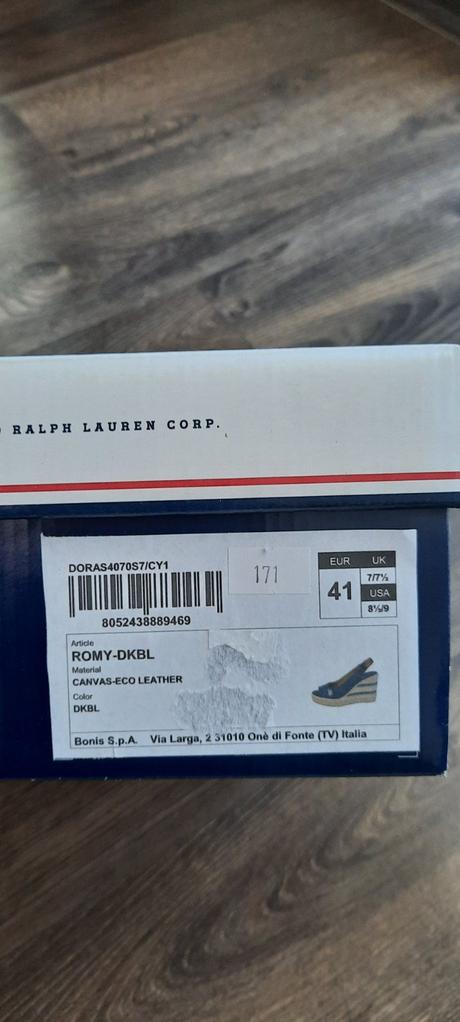 RALPH LAUREN CORP.
DORAS4070S7/CY1
8052438889469
171
EUR UK
41
7/7½
USA
8½/9
Article
ROMY-DKBL
Material
CANVAS-ECO LEATHER
Color
DKBL
Bonis S.p.A. Via Larga, 2 31010 Onè di Fonte (TV) Italia